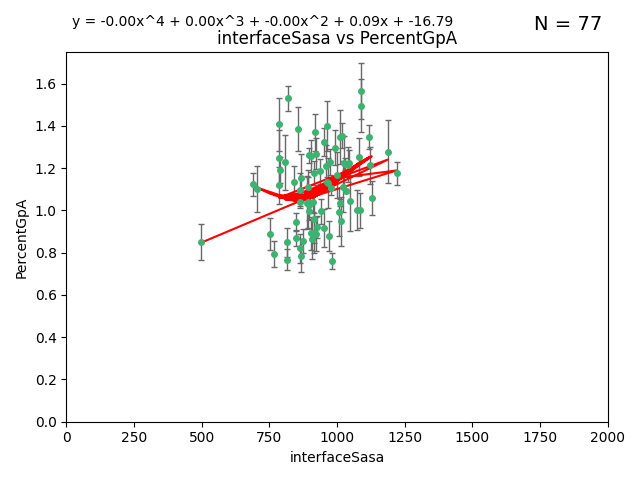 y = -0.00x^4 + 0.00x^3 + -0.00x^2 + 0.09x + -16.79
N = 77
interfaceSasa vs PercentGpA
PercentGpA
1.6
1.4
1.2
1.0
0.8
0.6
0.4
0.2
0.0
0 250 500 750 1000 1250 1500 1750 2000
interfaceSasa